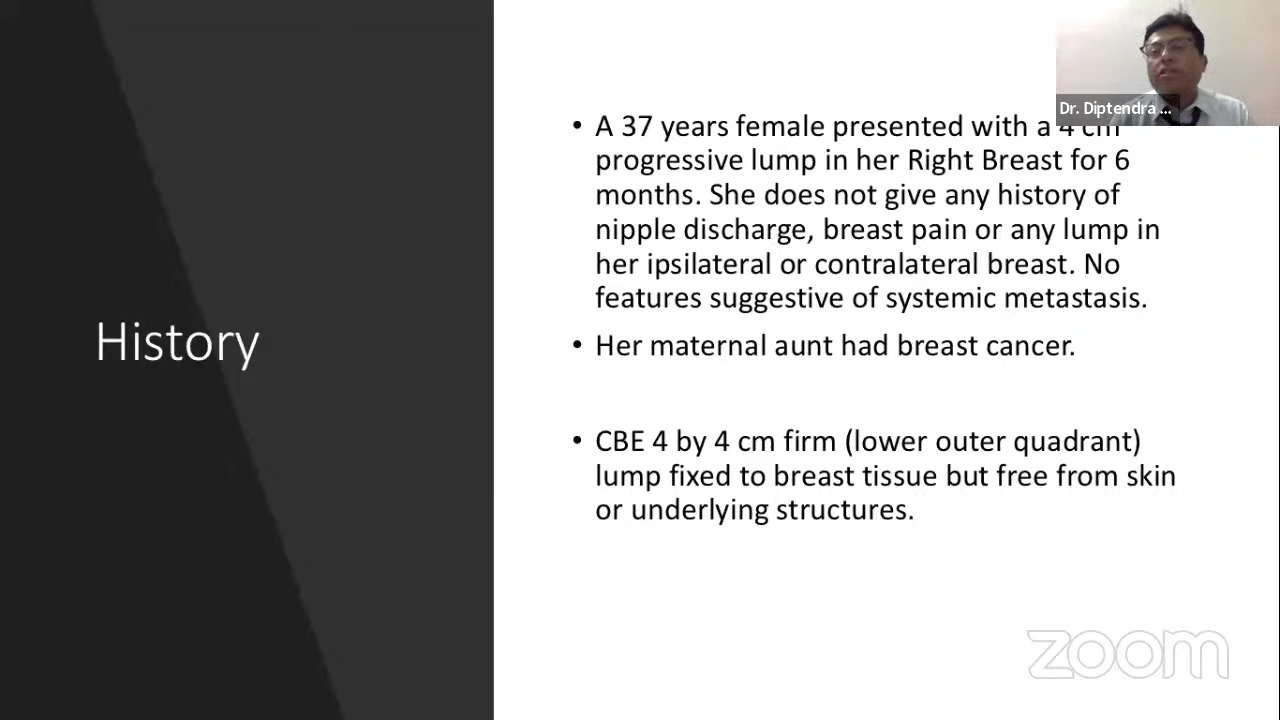 Dr. Diptendra ...
• A 37 years female presented with a 4 cm
progressive lump in her Right Breast for 6
months. She does not give any history of
nipple discharge, breast pain or any lump in
her ipsilateral or contralateral breast. No
features suggestive of systemic metastasis.
• Her maternal aunt had breast cancer.
History
• CBE 4 by 4 cm firm (lower outer quadrant)
lump fixed to breast tissue but free from skin
or underlying structures.
zoom